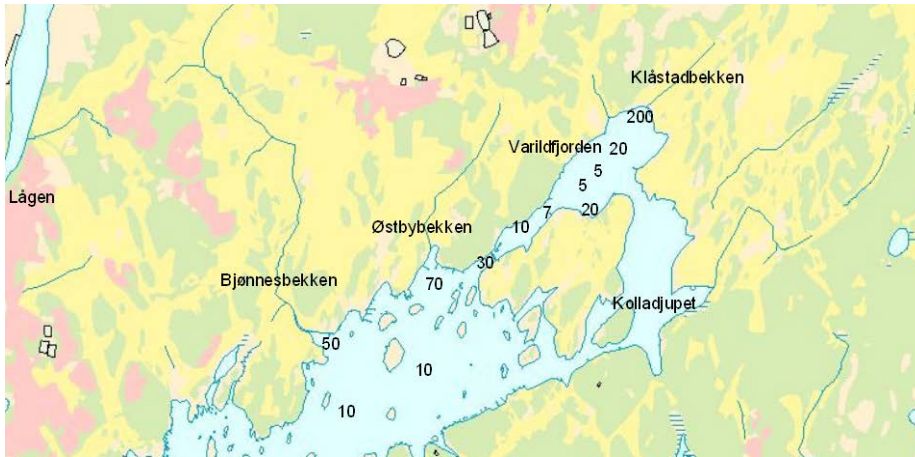 Klåstadbekken
200
Varildfjorden
20
5
5
Lågen
7
20
Østbybekken
10
30
Bjønnesbekken
70
Kolladjupet
50
10
10